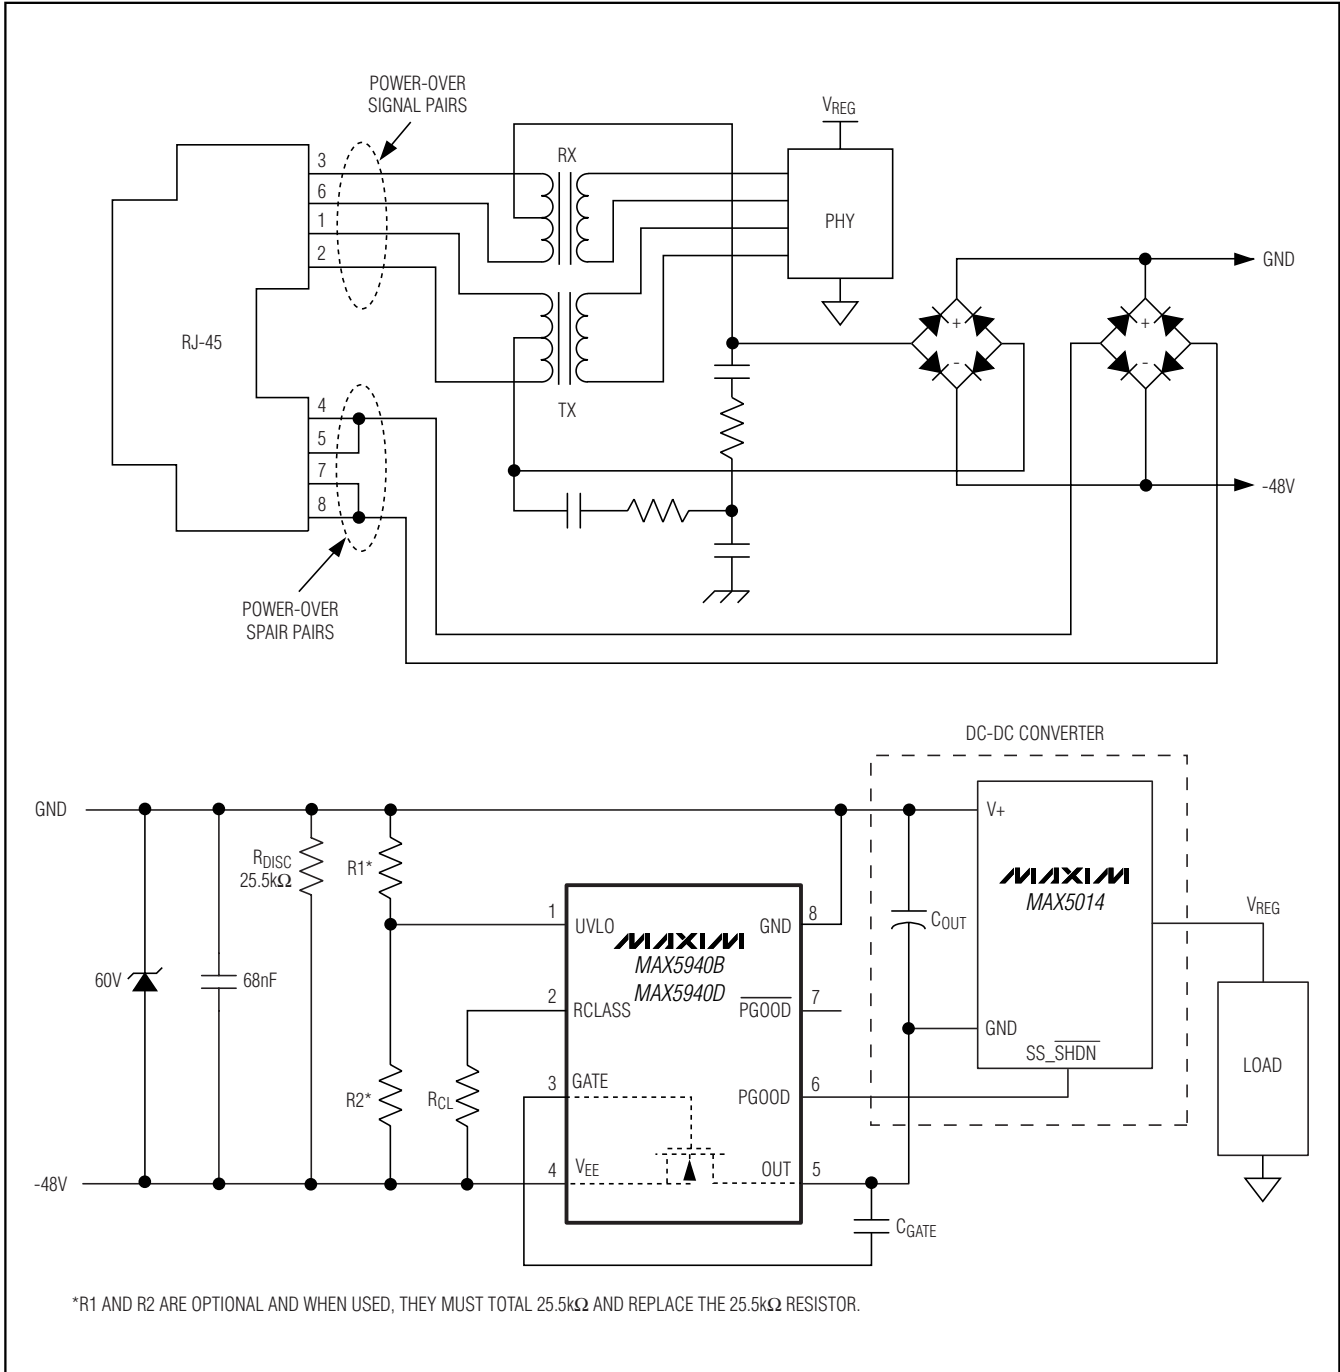 POWER-OVER
SIGNAL PAIRS
VREG
RX
3
6
1
2
PHY
GND
RJ-45
+
-
+
-
TX
4
5
7
8
-48V
POWER-OVER
SPAIR PAIRS
DC-DC CONVERTER
GND
V+
RDISC
25.5kΩ
R1*
MAXIM
MAX5014
1
UVLO
GND
8
COUT
VREG
MAXIM
MAX5940B
MAX5940D
60V
68nF
2
RCLASS
PGOOD
7
GND
SS_SHDN
LOAD
3
GATE
R2*
RCL
PGOOD
6
-48V
4
VEE
OUT
5
CGATE
*R1 AND R2 ARE OPTIONAL AND WHEN USED, THEY MUST TOTAL 25.5kΩ AND REPLACE THE 25.5kΩ RESISTOR.